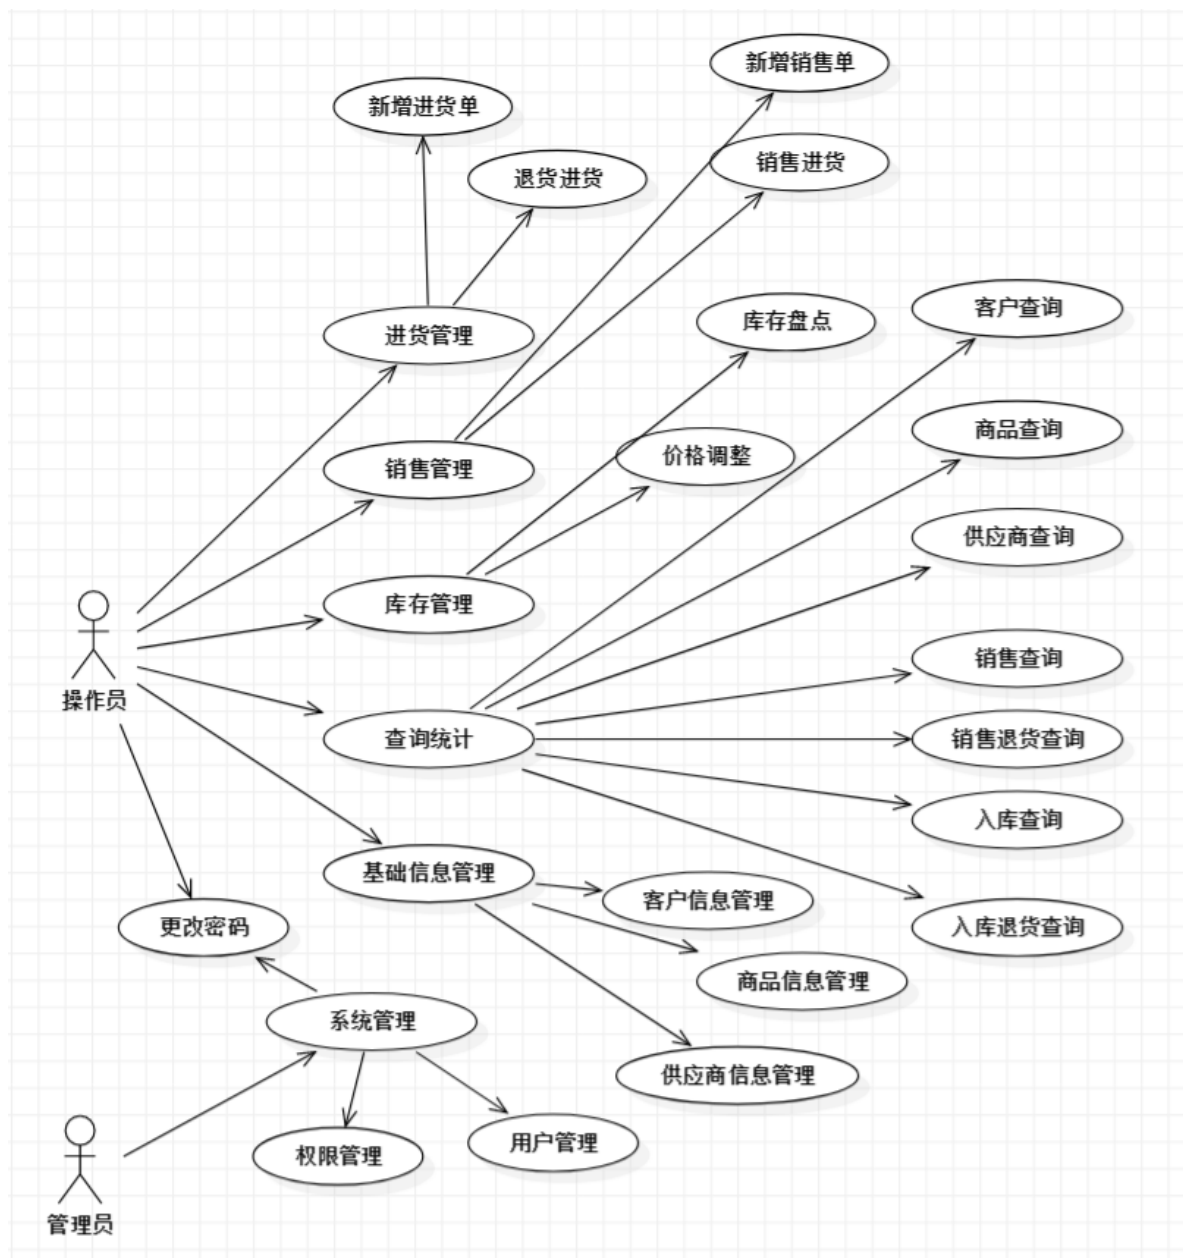 新增销售单
新增进货单
销售进货
退货进货
客户查询
库存盘点
进货管理
商品查询
价格调整
销售管理
供应商查询
库存管理
销售查询
操作员
查询统计
销售退货查询
入库查询
基础信息管理
客户信息管理
更改密码
入库退货查询
商品信息管理
系统管理
供应商信息管理
用户管理
权限管理
管理员